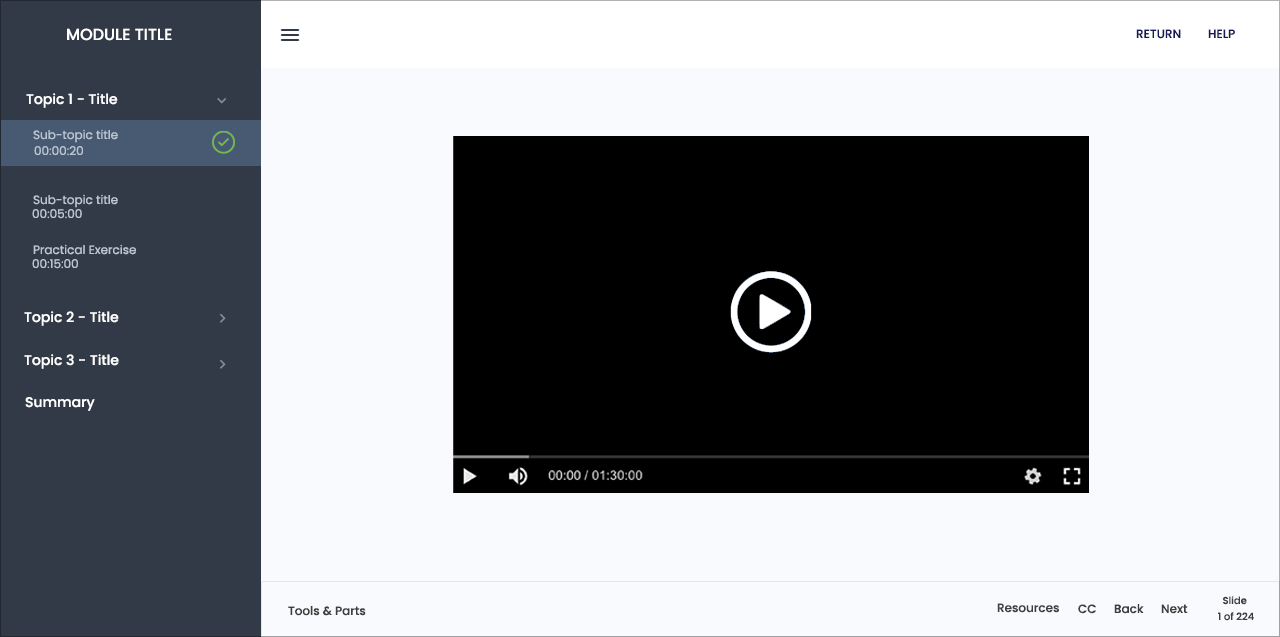 MODULE TITLE
RETURN
HELP
Topic 1 - Title
Sub-topic title
00:00:20
Sub-topic title
00:05:00
Practical Exercise
00:15:00
Topic 2 - Title
Topic 3 - Title
Summary
00:00 / 01:30:00
Tools & Parts
Resources
CC
Back
Next
Slide
1 of 224